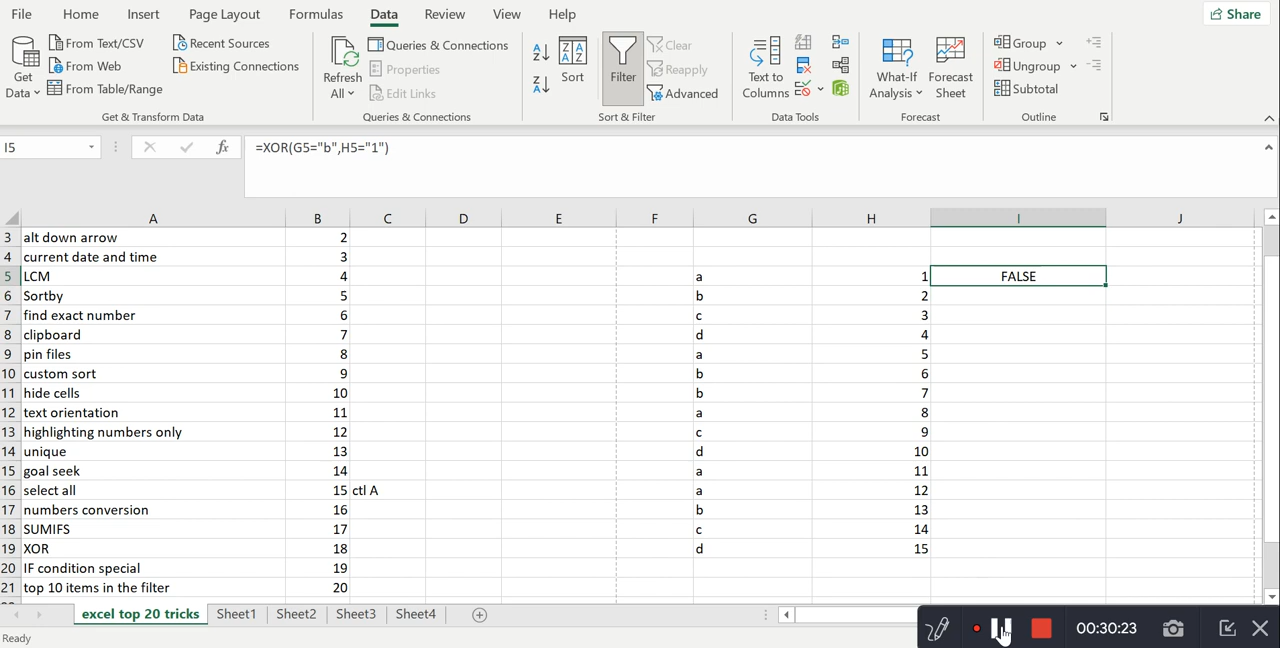 File Home Insert Page Layout Formulas Data Review View Help Share
Get Data From Text/CSV From Web From Table/Range Recent Sources Existing Connections
Get & Transform Data
Refresh All Queries & Connections Properties Edit Links
Queries & Connections
Sort Filter Clear Reapply Advanced
Sort & Filter
Text to Columns
Data Tools
What-If Analysis Forecast Sheet
Forecast
Group Ungroup Subtotal
Outline
I5 fx =XOR(G5="b",H5="1")
A B C D E F G H I J
3 alt down arrow 2
4 current date and time 3
5 LCM 4 a 1 FALSE
6 Sortby 5 b 2
7 find exact number 6 c 3
8 clipboard 7 d 4
9 pin files 8 a 5
10 custom sort 9 b 6
11 hide cells 10 b 7
12 text orientation 11 a 8
13 highlighting numbers only 12 c 9
14 unique 13 d 10
15 goal seek 14 a 11
16 select all 15 ctl A a 12
17 numbers conversion 16 b 13
18 SUMIFS 17 c 14
19 XOR 18 d 15
20 IF condition special 19
21 top 10 items in the filter 20
excel top 20 tricks Sheet1 Sheet2 Sheet3 Sheet4
00:30:23
Ready